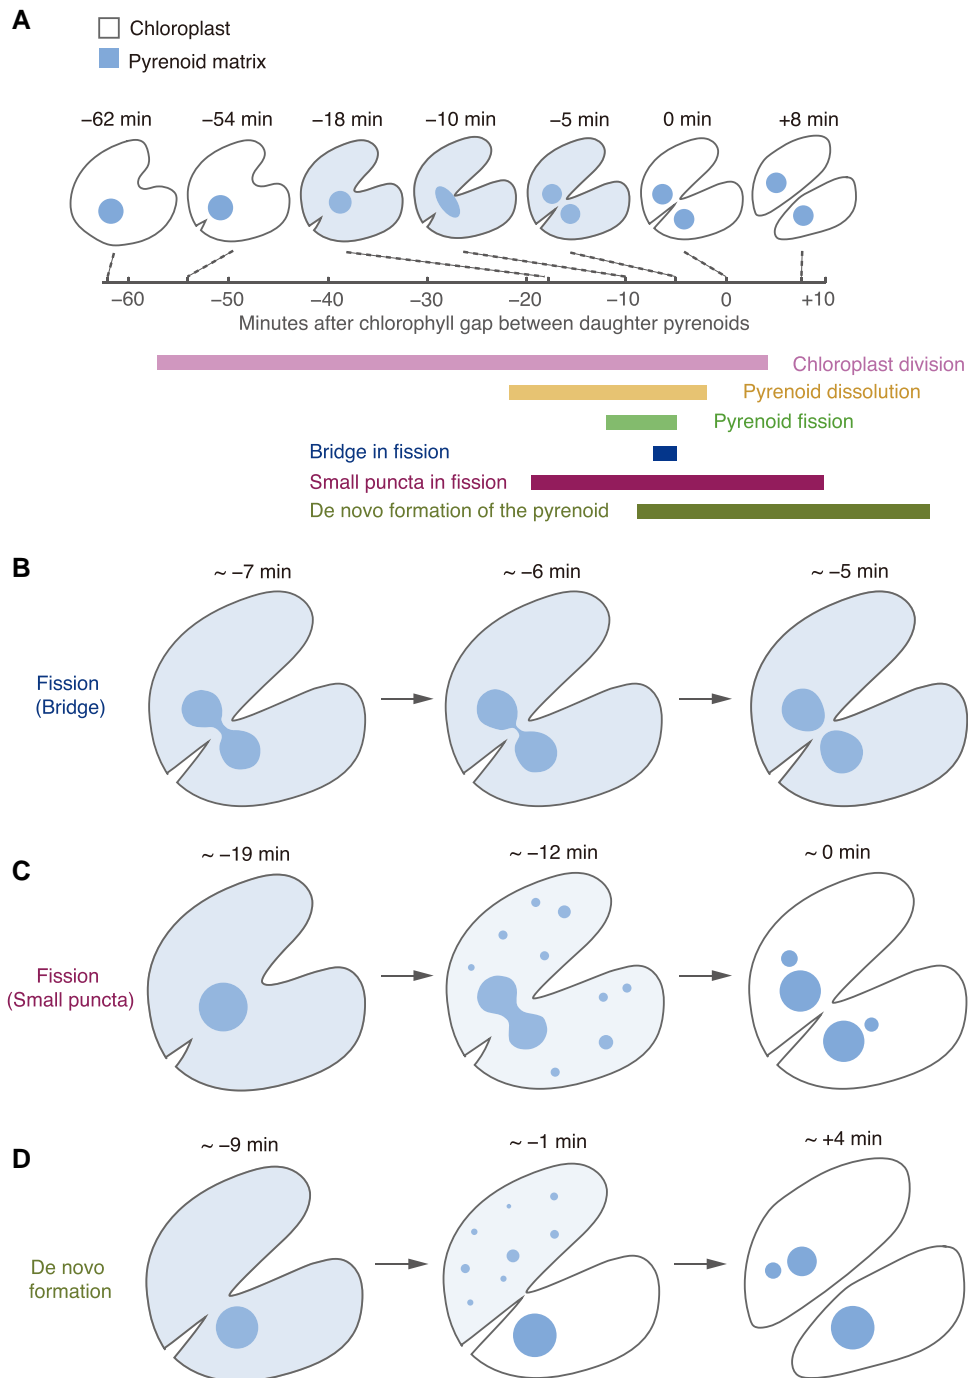 A
Chloroplast
Pyrenoid matrix
−62 min
−54 min
−18 min
−10 min
−5 min
0 min
+8 min
−60
−50
−40
−30
−20
−10
0
+10
Minutes after chlorophyll gap between daughter pyrenoids
Chloroplast division
Pyrenoid dissolution
Pyrenoid fission
Bridge in fission
Small puncta in fission
De novo formation of the pyrenoid
B
~ −7 min
~ −6 min
~ −5 min
Fission
(Bridge)
C
~ −19 min
~ −12 min
~ 0 min
Fission
(Small puncta)
D
~ −9 min
~ −1 min
~ +4 min
De novo
formation